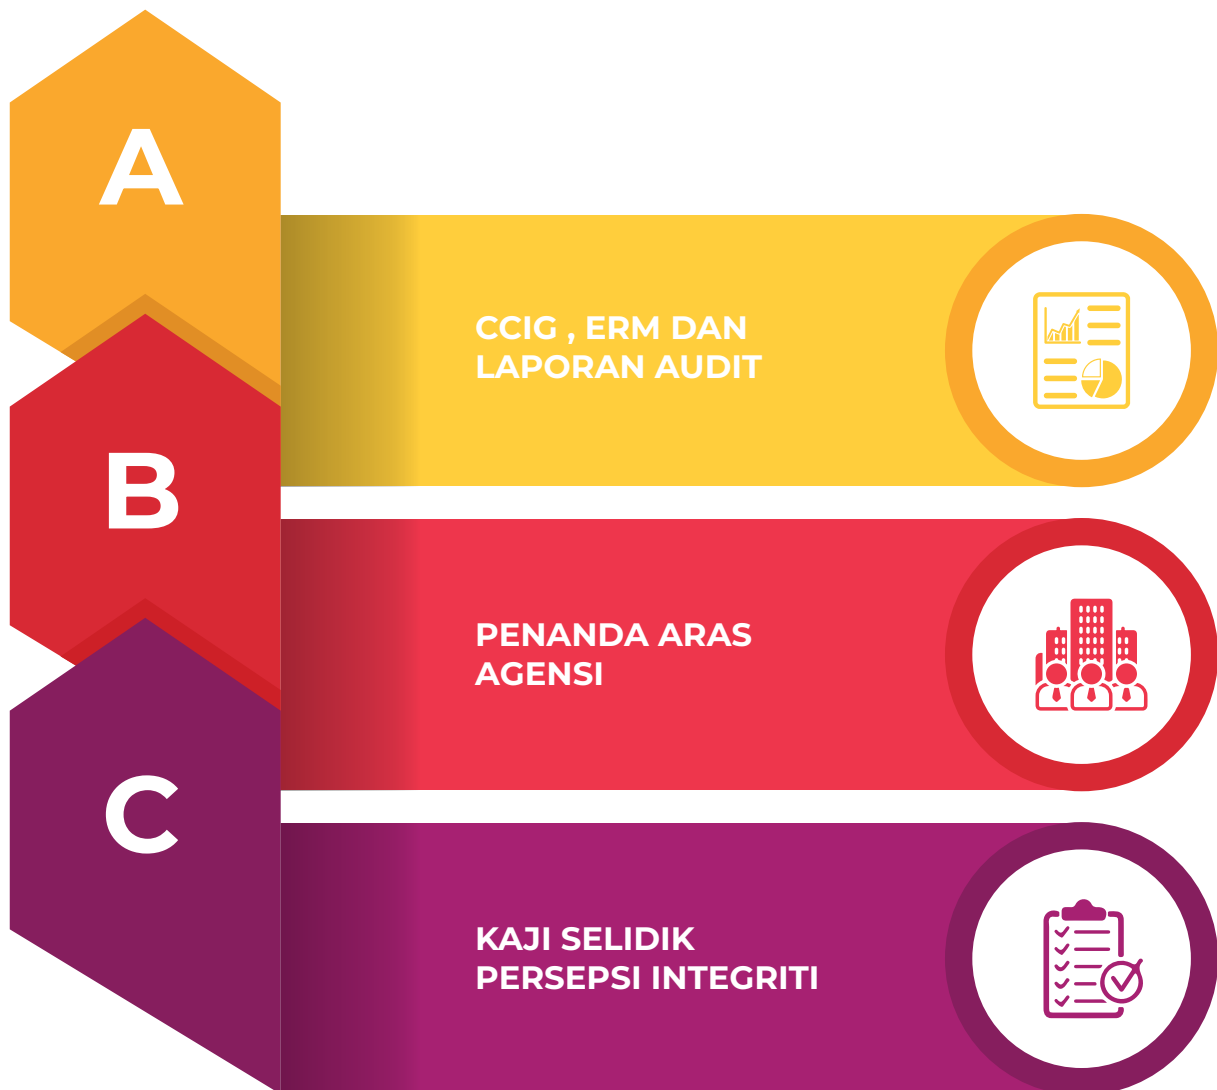 A
CCIG , ERM DAN
LAPORAN AUDIT
B
PENANDA ARAS
AGENSI
C
KAJI SELIDIK
PERSEPSI INTEGRITI